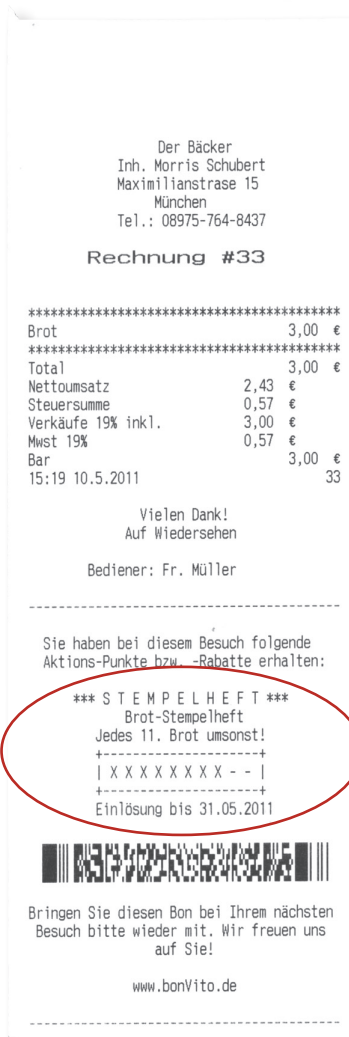 Der Bäcker
Inh. Morris Schubert
Maximilianstrase 15
München
Tel.: 08975-764-8437
Rechnung #33
******************************************
Brot 3,00 €
******************************************
Total 3,00 €
Nettoumsatz 2,43 €
Steuersumme 0,57 €
Verkäufe 19% inkl. 3,00 €
Mwst 19% 0,57 €
Bar 3,00 €
15:19 10.5.2011 33
Vielen Dank!
Auf Wiedersehen
Bediener: Fr. Müller
------------------------------------------
Sie haben bei diesem Besuch folgende
Aktions-Punkte bzw. -Rabatte erhalten:
*** S T E M P E L H E F T ***
Brot-Stempelheft
Jedes 11. Brot umsonst!
+---------------------+
| X X X X X X X X - - |
+---------------------+
Einlösung bis 31.05.2011
Bringen Sie diesen Bon bei Ihrem nächsten
Besuch bitte wieder mit. Wir freuen uns
auf Sie!
www.bonVito.de
------------------------------------------